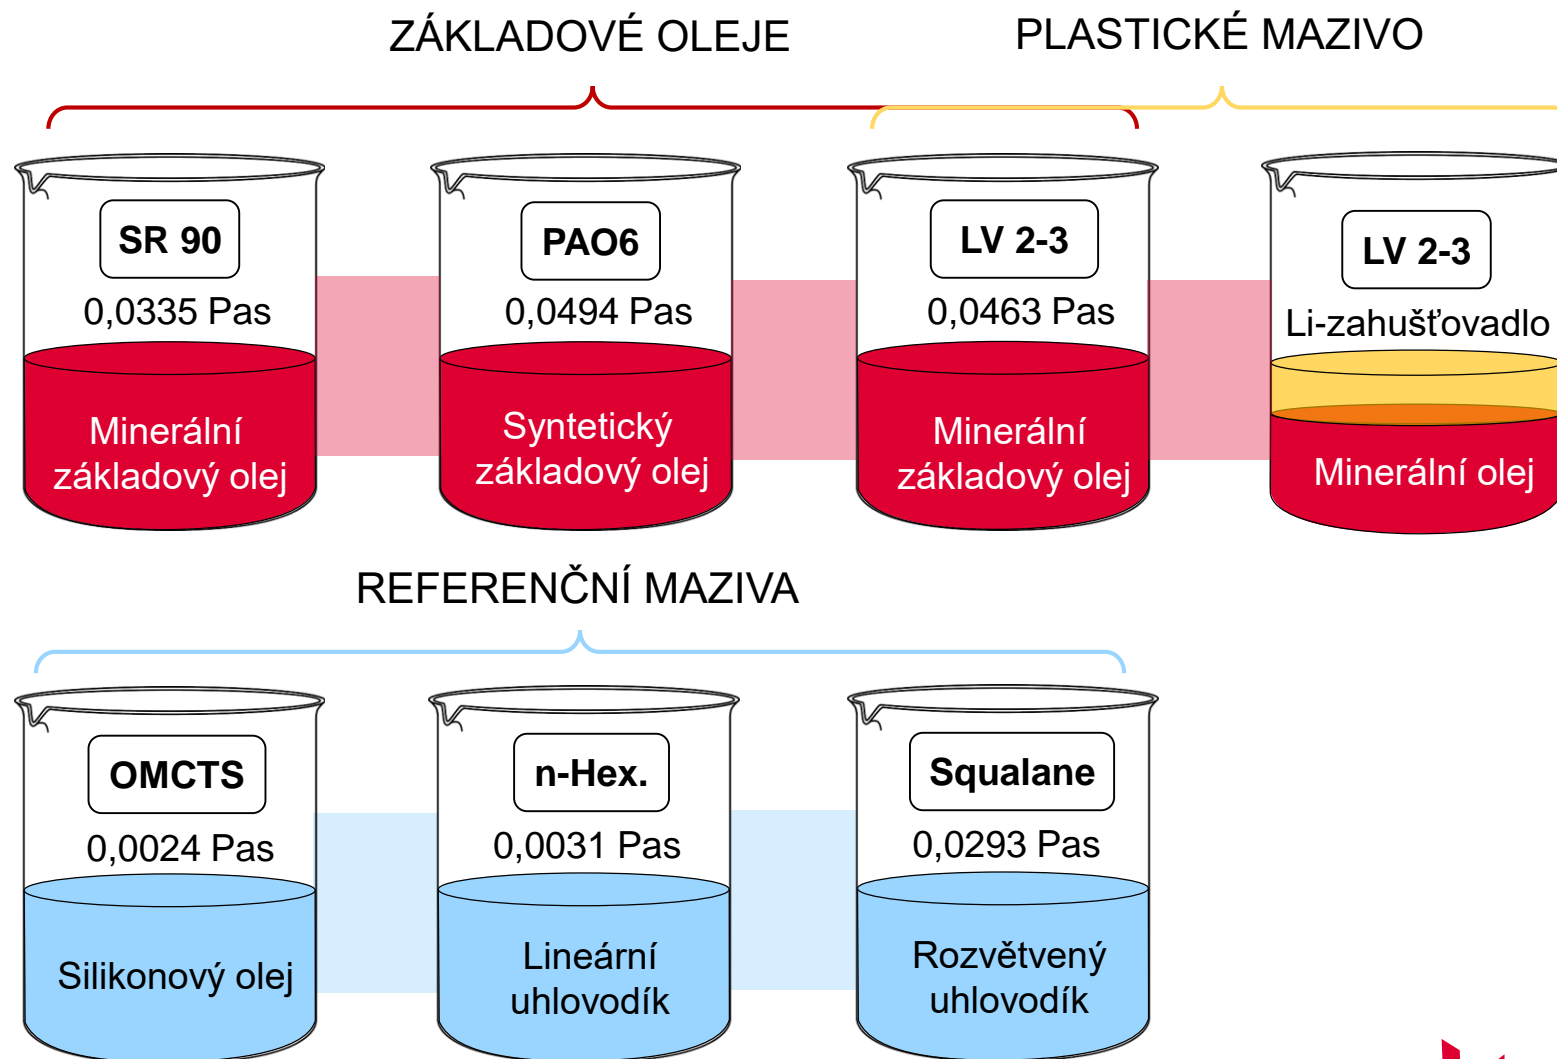 ZÁKLADOVÉ OLEJE
PLASTICKÉ MAZIVO
SR 90
0,0335 Pas
Minerální
základový olej
PAO6
0,0494 Pas
Syntetický
základový olej
LV 2-3
0,0463 Pas
Minerální
základový olej
LV 2-3
Li-zahušťovadlo
Minerální olej
REFERENČNÍ MAZIVA
OMCTS
0,0024 Pas
Silikonový olej
n-Hex.
0,0031 Pas
Lineární
uhlovodík
Squalane
0,0293 Pas
Rozvětvený
uhlovodík